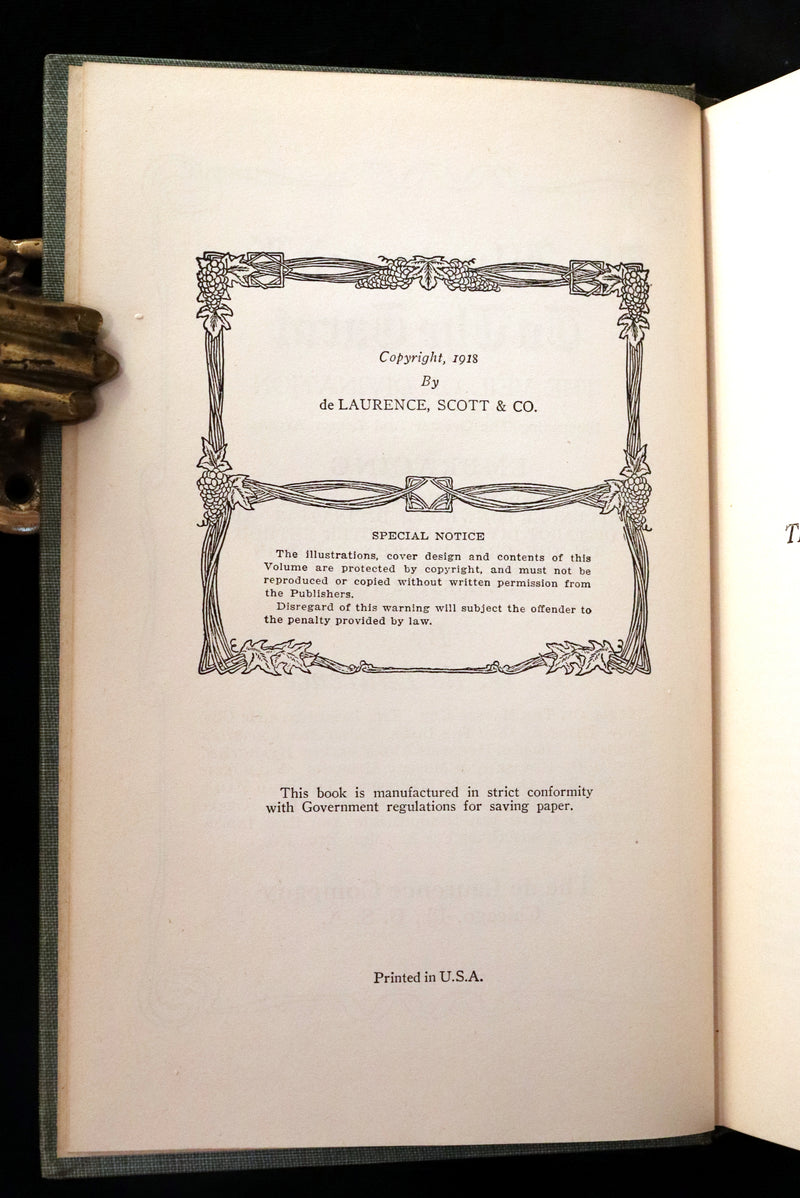 Copyright, 1918
By
de LAURENCE, SCOTT & CO.
SPECIAL NOTICE
The illustrations, cover design and contents of this
Volume are protected by copyright, and must not be
reproduced or copied without written permission from
the Publishers.
Disregard of this warning will subject the offender to
the penalty provided by law.
This book is manufactured in strict conformity
with Government regulations for saving paper.
Printed in U.S.A.